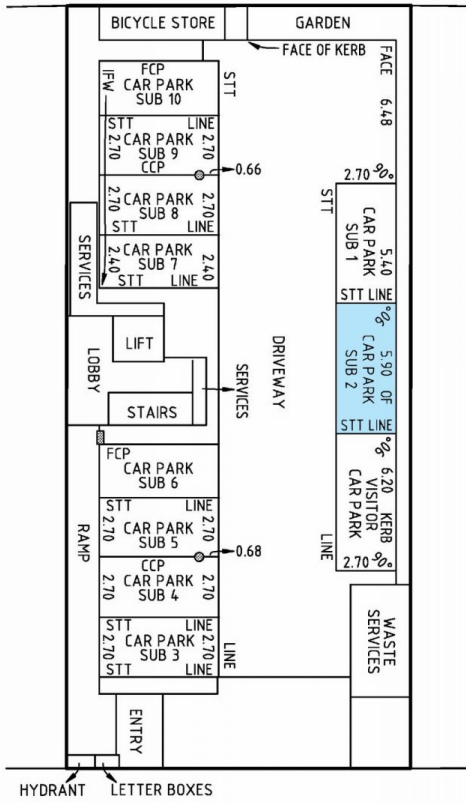 BICYCLE STORE
GARDEN
FACE OF KERB
FACE 6.48
IFW
FCP
CAR PARK
SUB 10
STT
STT LINE
2.70 CAR PARK 2.70
SUB 9
CCP
0.66
2.70 CAR PARK 2.70
SUB 8
STT LINE
2.40 CAR PARK 2.40
SUB 7
STT LINE
2.70 90°
STT
5.40
CAR PARK
SUB 1
STT LINE
90°
5.90 OF
CAR PARK
SUB 2
STT LINE
90°
6.20 KERB
VISITOR
CAR PARK
LINE
2.70 90°
SERVICES
LIFT
LOBBY
STAIRS
SERVICES
DRIVEWAY
FCP
CAR PARK
SUB 6
STT LINE
2.70 CAR PARK 2.70
SUB 5
0.68
CCP
2.70 CAR PARK 2.70
SUB 4
STT LINE
2.70 CAR PARK 2.70
SUB 3
STT LINE
LINE
RAMP
WASTE
SERVICES
ENTRY
HYDRANT
LETTER BOXES